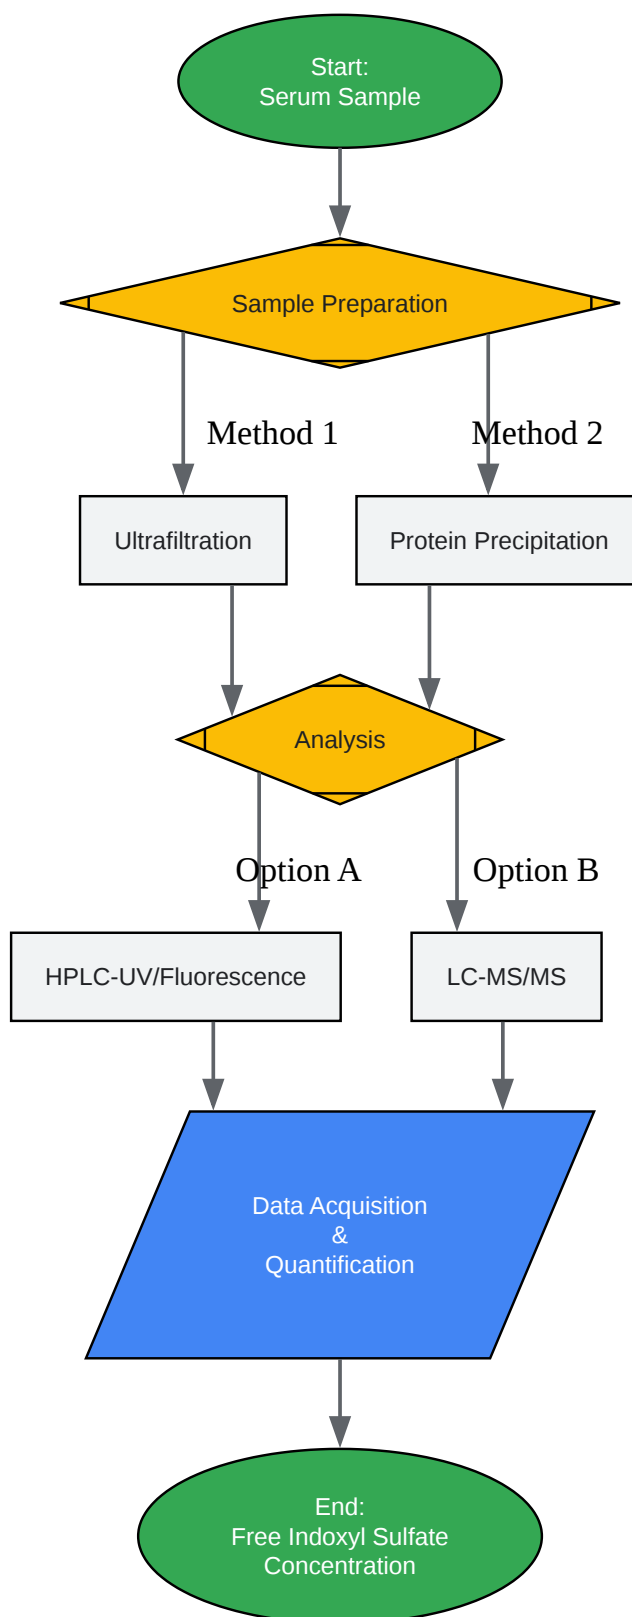 Start:
Serum Sample
Sample Preparation
Method 1
Method 2
Ultrafiltration
Protein Precipitation
Analysis
Option A
Option B
HPLC-UV/Fluorescence
LC-MS/MS
Data Acquisition
&
Quantification
End:
Free Indoxyl Sulfate
Concentration